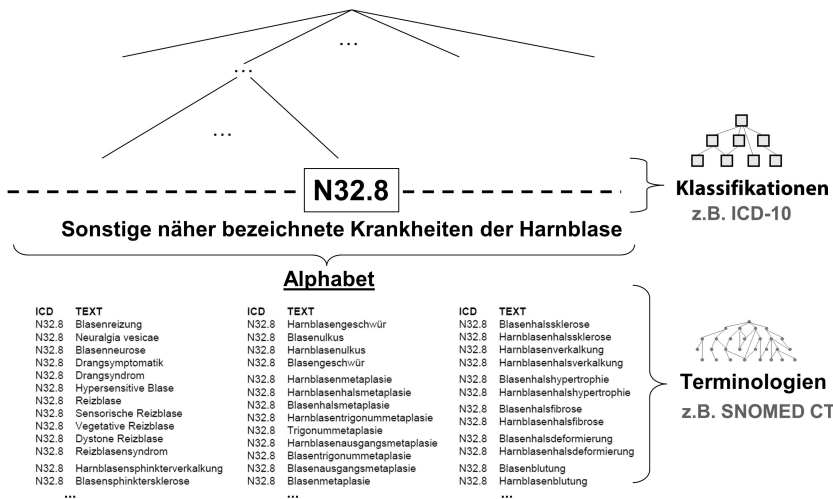 ...
...
...
N32.8
Klassifikationen
z.B. ICD-10
Sonstige näher bezeichnete Krankheiten der Harnblase
Alphabet
ICD TEXT
N32.8 Blasenreizung
N32.8 Neuralgia vesicae
N32.8 Blasenneurose
N32.8 Drangsymptomatik
N32.8 Drangsyndrom
N32.8 Hypersensitive Blase
N32.8 Reizblase
N32.8 Sensorische Reizblase
N32.8 Vegetative Reizblase
N32.8 Dystone Reizblase
N32.8 Reizblasensyndrom
N32.8 Harnblasensphinkterverkalkung
N32.8 Blasensphinktersklerose
...
ICD TEXT
N32.8 Harnblasengeschwür
N32.8 Blasenulkus
N32.8 Harnblasenulkus
N32.8 Blasengeschwür
N32.8 Harnblasenmetaplasie
N32.8 Harnblasenhalsmetaplasie
N32.8 Blasenhalsmetaplasie
N32.8 Harnblasentrigonummetaplasie
N32.8 Trigonummetaplasie
N32.8 Harnblasenausgangsmetaplasie
N32.8 Blasentrigonummetaplasie
N32.8 Blasenausgangsmetaplasie
N32.8 Blasenmetaplasie
...
ICD TEXT
N32.8 Blasenhalssklerose
N32.8 Harnblasenhalssklerose
N32.8 Harnblasenverkalkung
N32.8 Harnblasenhalsverkalkung
N32.8 Blasenhalshypertrophie
N32.8 Harnblasenhalshypertrophie
N32.8 Blasenhalsfibrose
N32.8 Harnblasenhalsfibrose
N32.8 Blasenhalsdeformierung
N32.8 Harnblasenhalsdeformierung
N32.8 Blasenblutung
N32.8 Harnblasenblutung
...
Terminologien
z.B. SNOMED CT